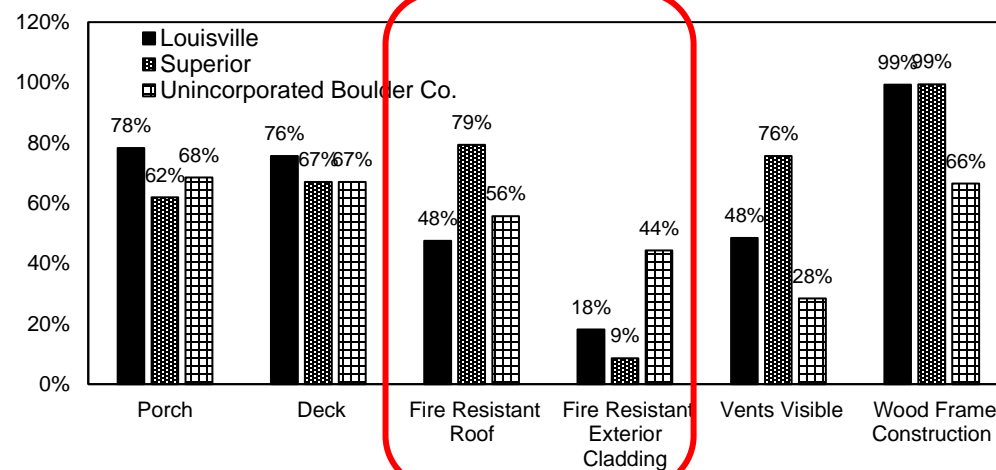 120%
100%
80%
60%
40%
20%
0%
Louisville
Superior
Unincorporated Boulder Co.
78%
62%
68%
76%
67%
67%
48%
79%
56%
18%
9%
44%
48%
76%
28%
99%
99%
66%
Porch
Deck
Fire Resistant
Roof
Fire Resistant
Exterior
Cladding
Vents Visible
Wood Frame
Construction